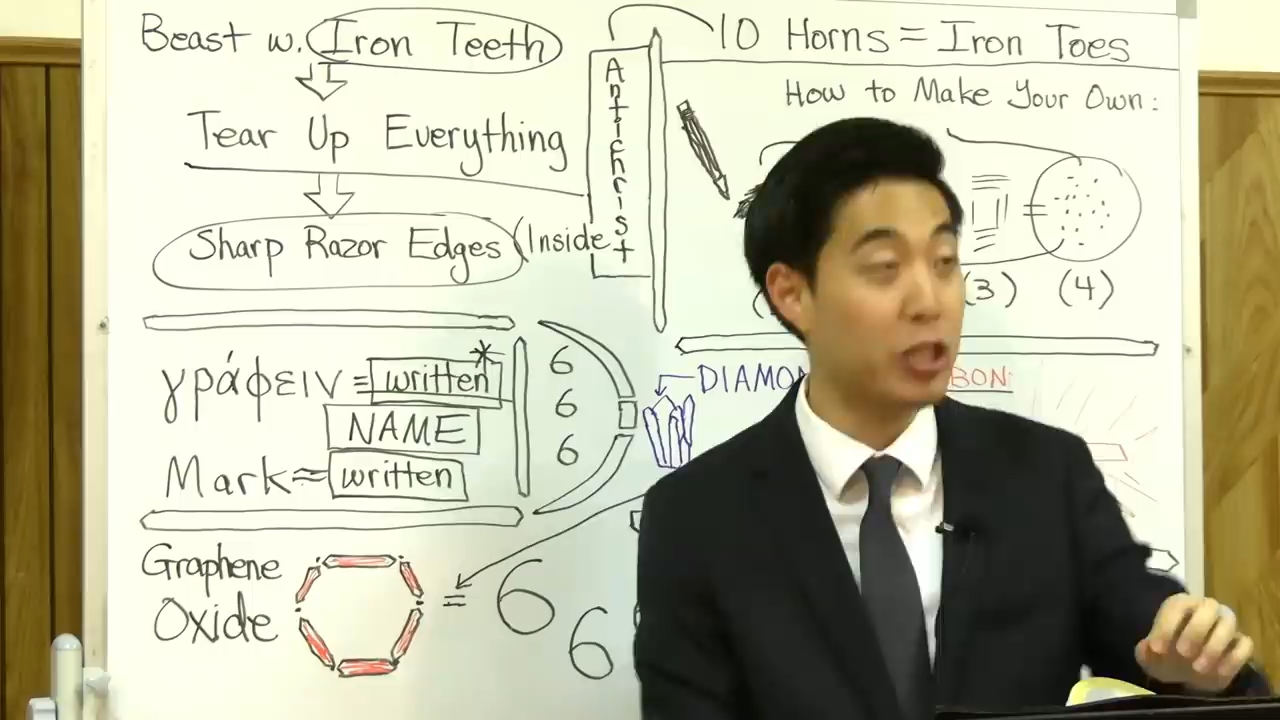 Beast w. Iron Teeth
Tear Up Everything
Sharp Razor Edges (Inside
Antichrist
10 Horns = Iron Toes
How to Make Your Own:
(3) (4)
γράφειν = written*
NAME
Mark ≈ written
6
6
6
Graphene
Oxide
= 6
6